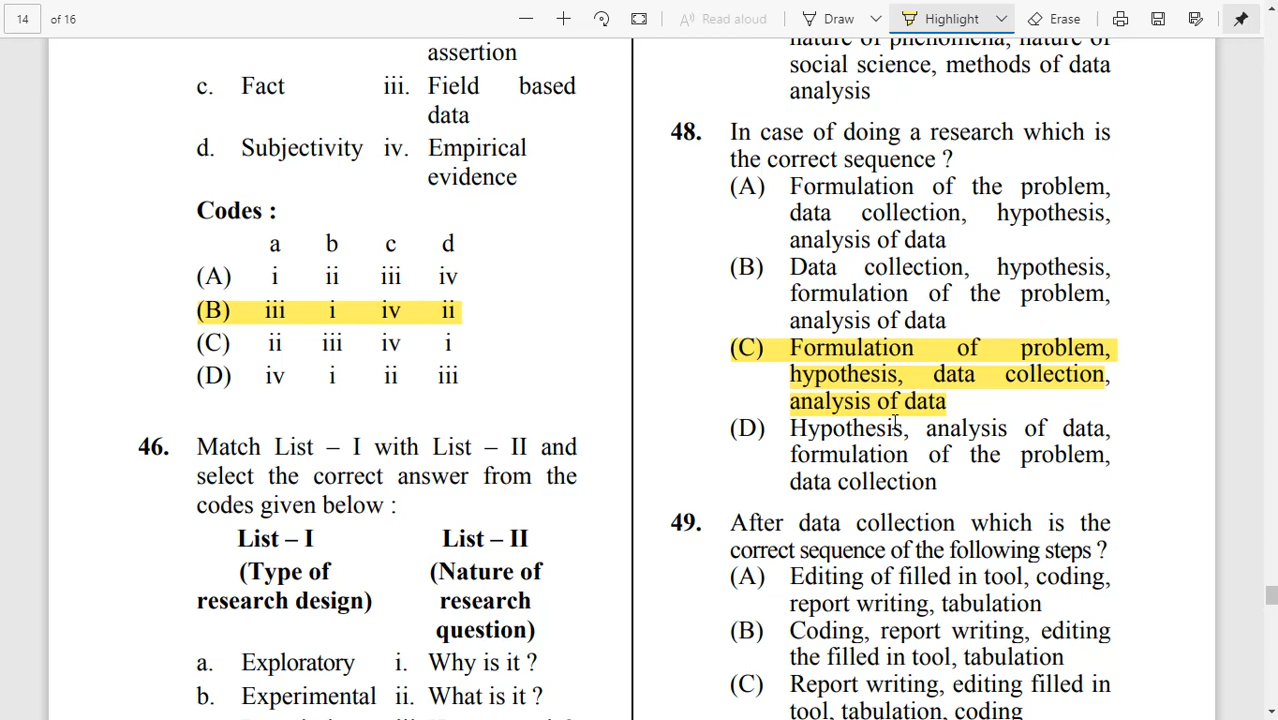 14 of 16
Read aloud Draw Highlight Erase
assertion
c. Fact iii. Field based
data
d. Subjectivity iv. Empirical
evidence
Codes :
a b c d
(A) i ii iii iv
(B) iii i iv ii
(C) ii iii iv i
(D) iv i ii iii
46. Match List – I with List – II and
select the correct answer from the
codes given below :
List – I List – II
(Type of (Nature of
research design) research
question)
a. Exploratory i. Why is it ?
b. Experimental ii. What is it ?
nature of phenomena, nature of
social science, methods of data
analysis
48. In case of doing a research which is
the correct sequence ?
(A) Formulation of the problem,
data collection, hypothesis,
analysis of data
(B) Data collection, hypothesis,
formulation of the problem,
analysis of data
(C) Formulation of problem,
hypothesis, data collection,
analysis of data
(D) Hypothesis, analysis of data,
formulation of the problem,
data collection
49. After data collection which is the
correct sequence of the following steps ?
(A) Editing of filled in tool, coding,
report writing, tabulation
(B) Coding, report writing, editing
the filled in tool, tabulation
(C) Report writing, editing filled in
tool, tabulation, coding